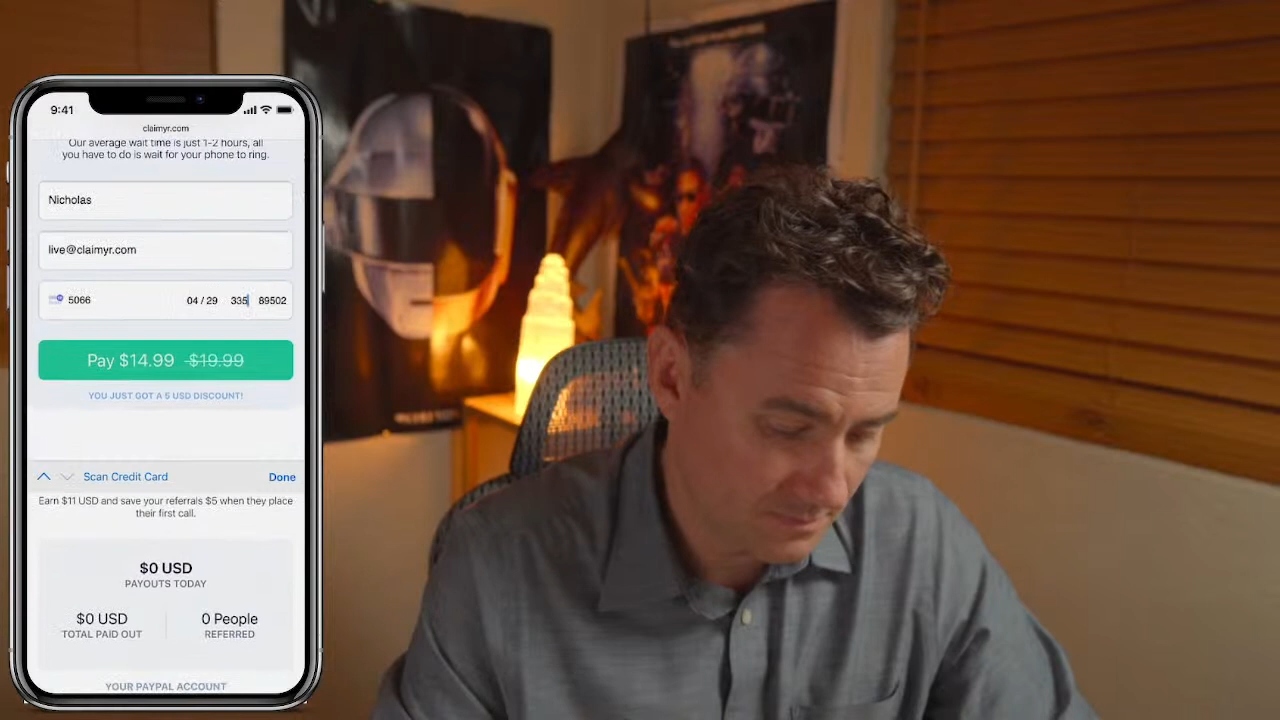 9:41
claimyr.com
Our average wait time is just 1-2 hours, all
you have to do is wait for your phone to ring.
Nicholas
live@claimyr.com
5066 04 / 29 335 89502
Pay $14.99 $19.99
YOU JUST GOT A 5 USD DISCOUNT!
Scan Credit Card Done
Earn $11 USD and save your referrals $5 when they place
their first call.
$0 USD
PAYOUTS TODAY
$0 USD 0 People
TOTAL PAID OUT REFERRED
YOUR PAYPAL ACCOUNT